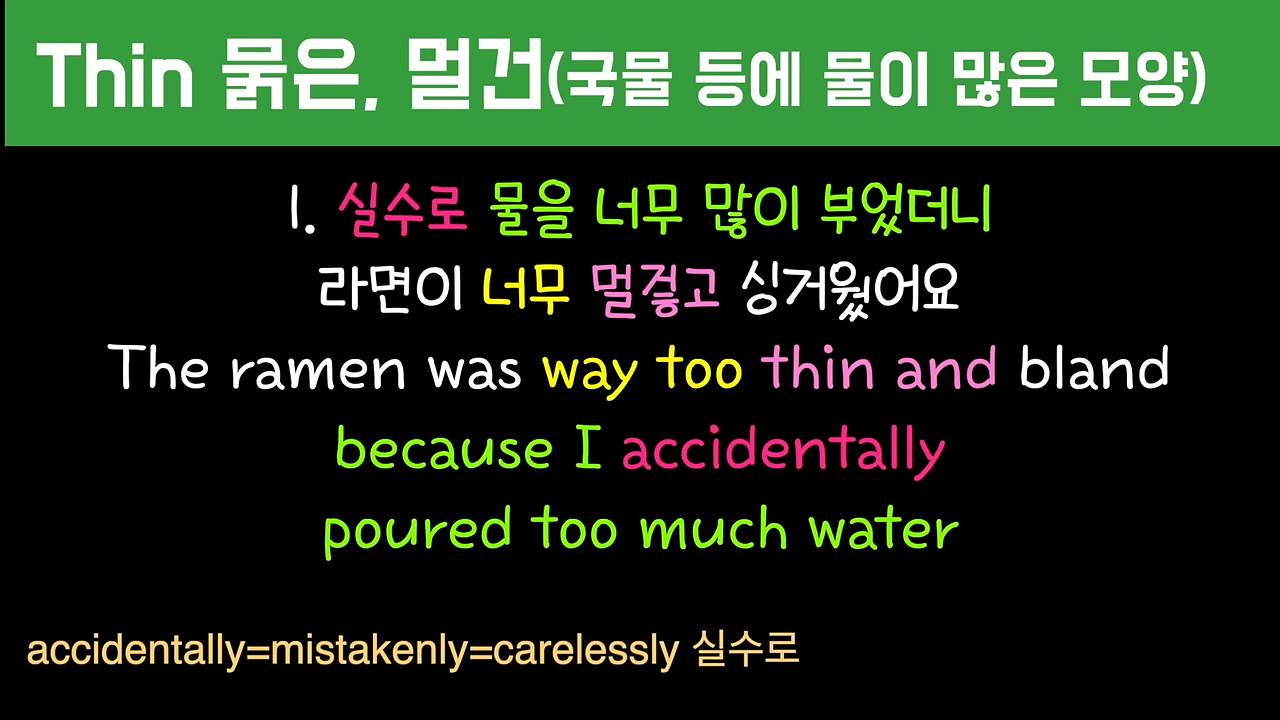 Thin 묽은, 멀건(국물 등에 물이 많은 모양)
1. 실수로 물을 너무 많이 부었더니
라면이 너무 멀겋고 싱거웠어요
The ramen was way too thin and bland
because I accidentally
poured too much water
accidentally=mistakenly=carelessly 실수로